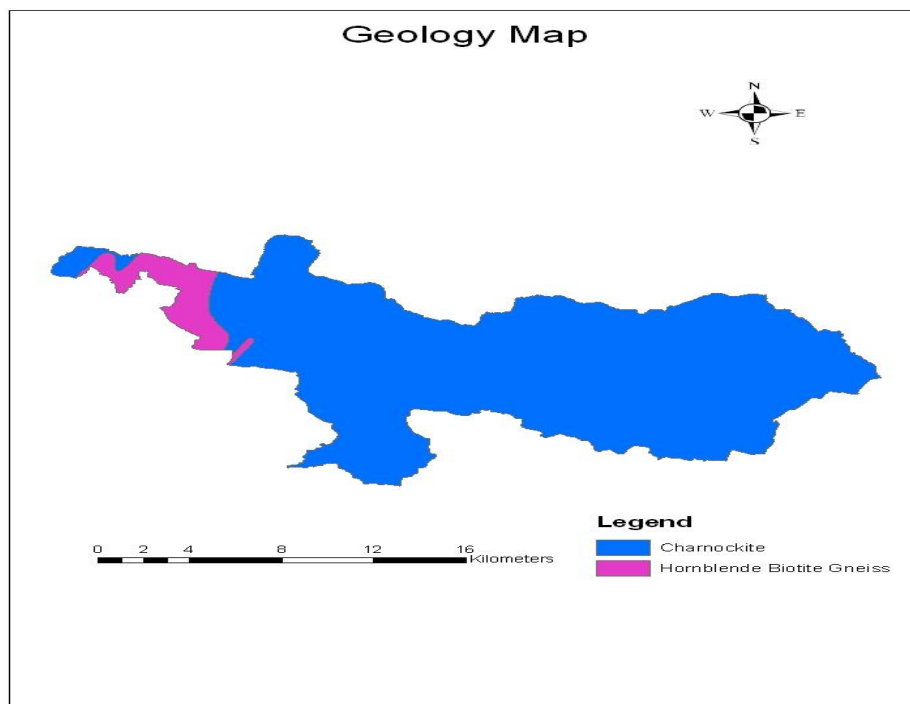 Geology Map
N
W E
S
Legend
Charnockite
Hornblende Biotite Gneiss
0 2 4 8 12 16
Kilometers